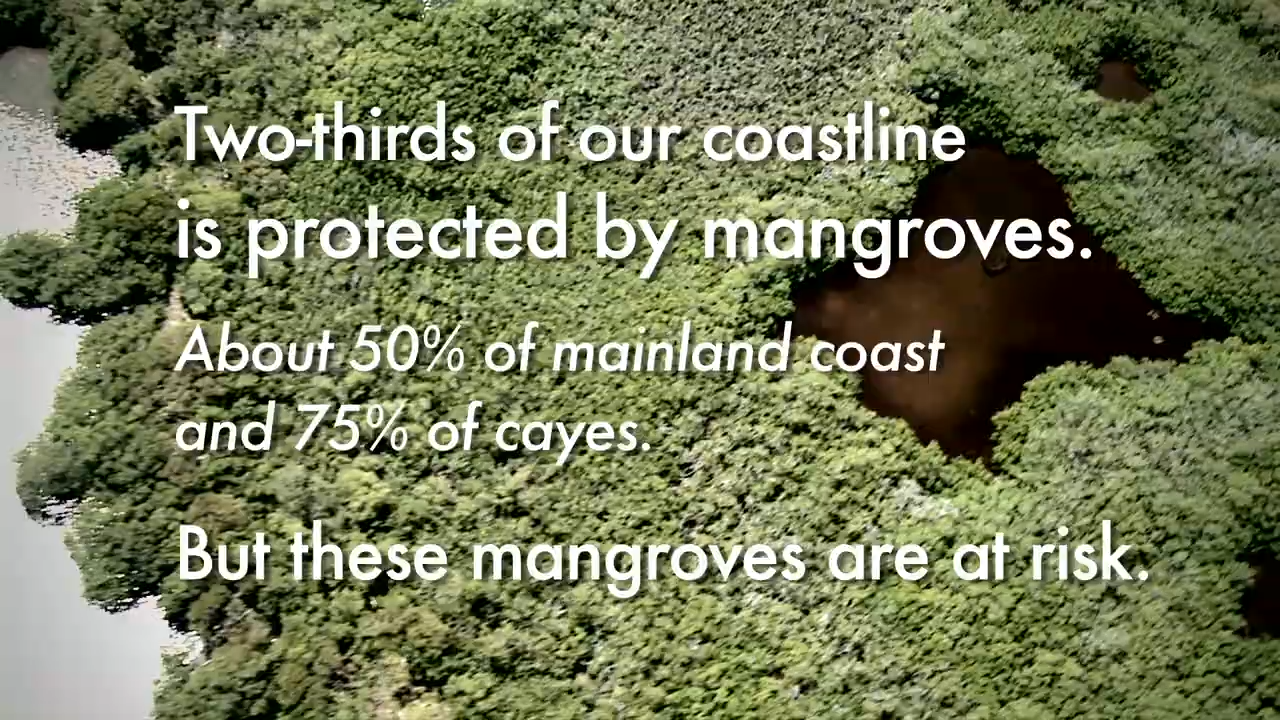 Two-thirds of our coastline
is protected by mangroves.
About 50% of mainland coast
and 75% of cayes.
But these mangroves are at risk.